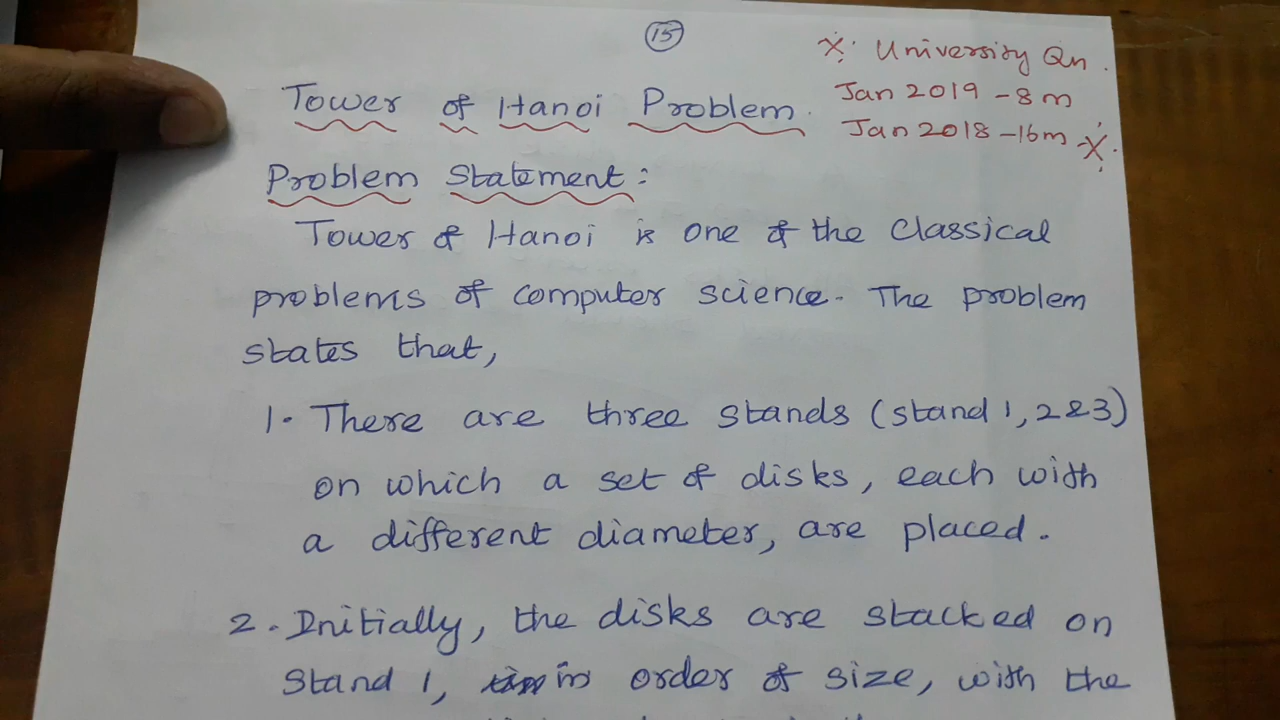 15
X University Qn.
Jan 2019 - 8m
Jan 2018 - 16m X
Tower of Hanoi Problem.
Problem Statement:
Tower of Hanoi is one of the classical
problems of computer science. The problem
states that,
1. There are three stands (stand 1, 2 & 3)
on which a set of disks, each with
a different diameter, are placed.
2. Initially, the disks are stacked on
stand 1, in order of size, with the